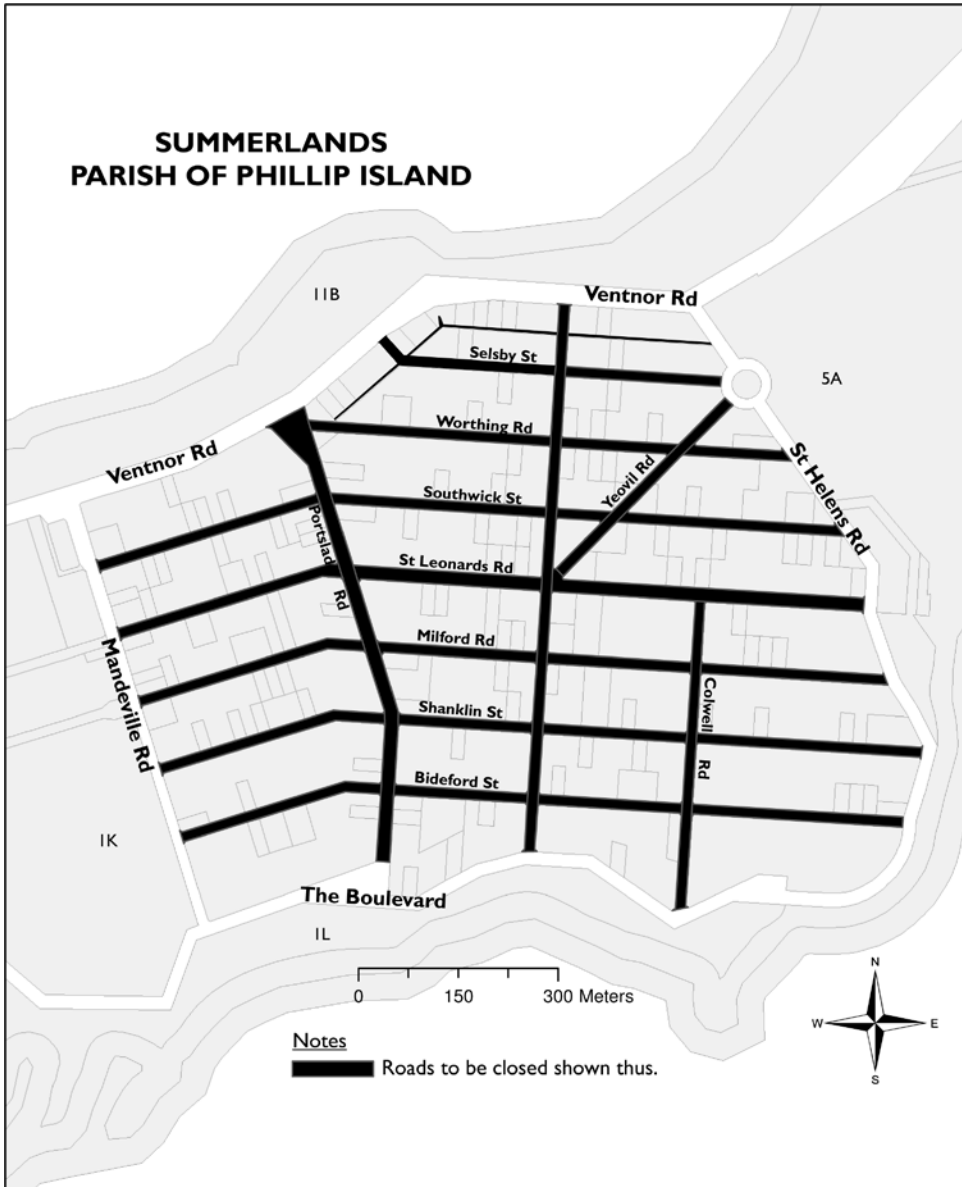 SUMMERLANDS
PARISH OF PHILLIP ISLAND
11B
Ventnor Rd
Selsby St
5A
Worthing Rd
Ventnor Rd
St Helens Rd
Yeovil Rd
Southwick St
Portslad
Rd
St Leonards Rd
Milford Rd
Mandeville Rd
Colwell
Rd
Shanklin St
Bideford St
1K
The Boulevard
1L
0 150 300 Meters
N
W E
S
Notes
Roads to be closed shown thus.